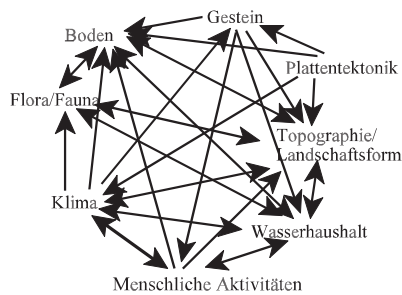 Gestein
Boden
Plattentektonik
Flora/Fauna
Topographie/
Landschaftsform
Klima
Wasserhaushalt
Menschliche Aktivitäten